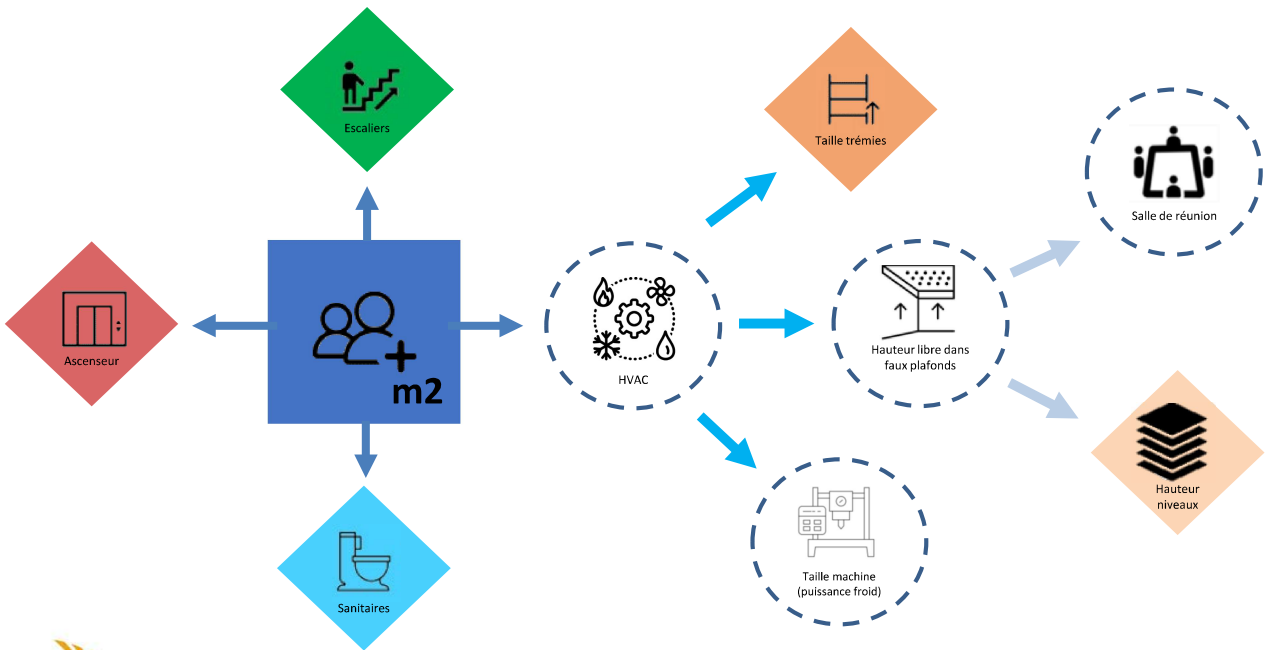 Escaliers
Taille trémies
Salle de réunion
Ascenseur
+
m2
HVAC
Hauteur libre dans
faux plafonds
Hauteur
niveaux
Taille machine
(puissance froid)
Sanitaires